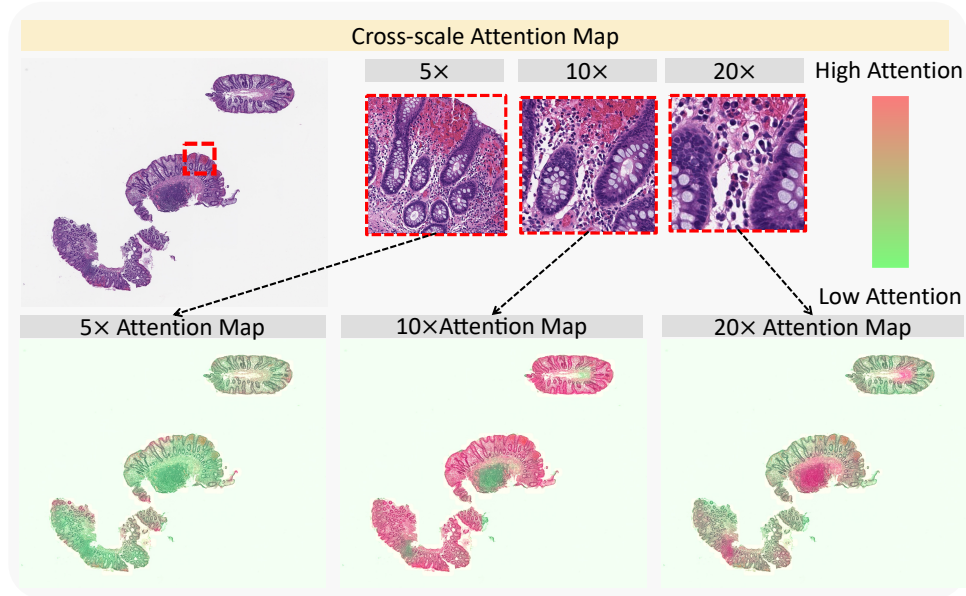 Cross-scale Attention Map
5×
10×
20×
High Attention
Low Attention
5× Attention Map
10×Attention Map
20× Attention Map